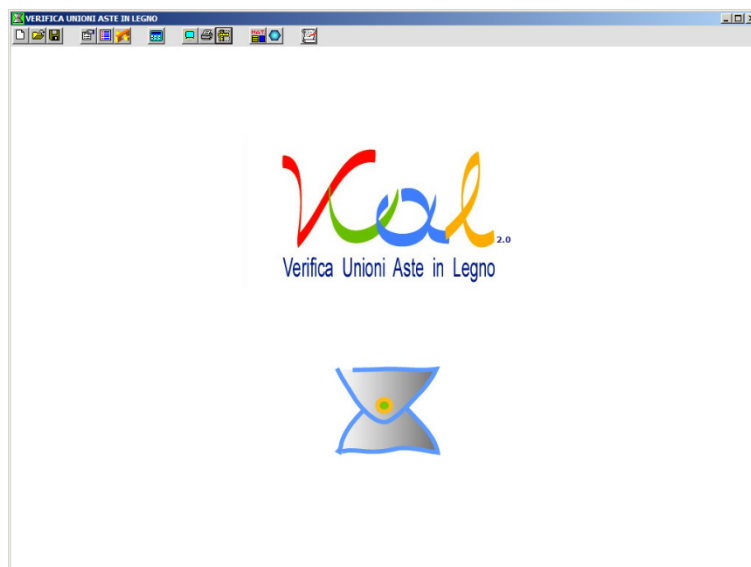 VERIFICA UNIONI ASTE IN LEGNO
Vual
2.0
Verifica Unioni Aste in Legno